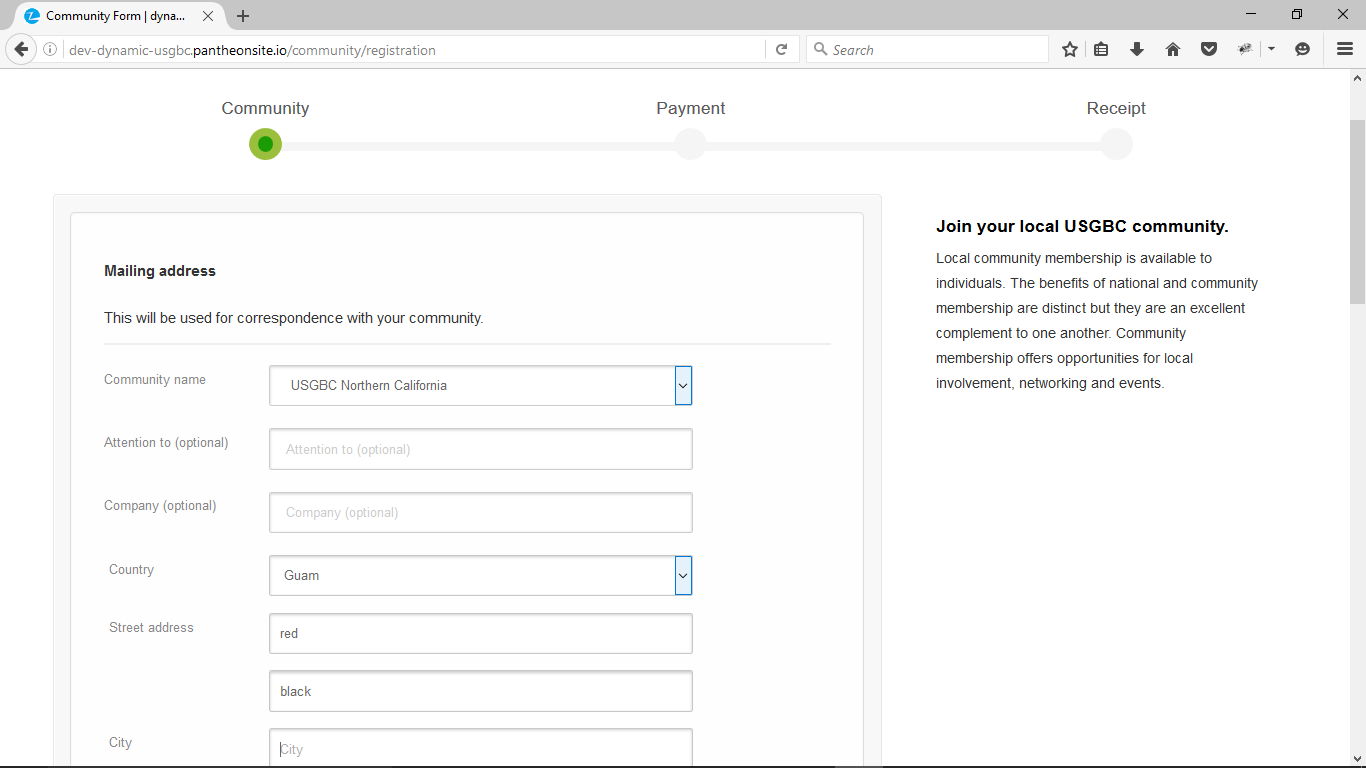 Community Form | dyna...
dev-dynamic-usgbc.pantheonsite.io/community/registration
Search
Community
Payment
Receipt
Mailing address
This will be used for correspondence with your community.
Community name
USGBC Northern California
Attention to (optional)
Attention to (optional)
Company (optional)
Company (optional)
Country
Guam
Street address
red
black
City
City
Join your local USGBC community.
Local community membership is available to
individuals. The benefits of national and community
membership are distinct but they are an excellent
complement to one another. Community
membership offers opportunities for local
involvement, networking and events.